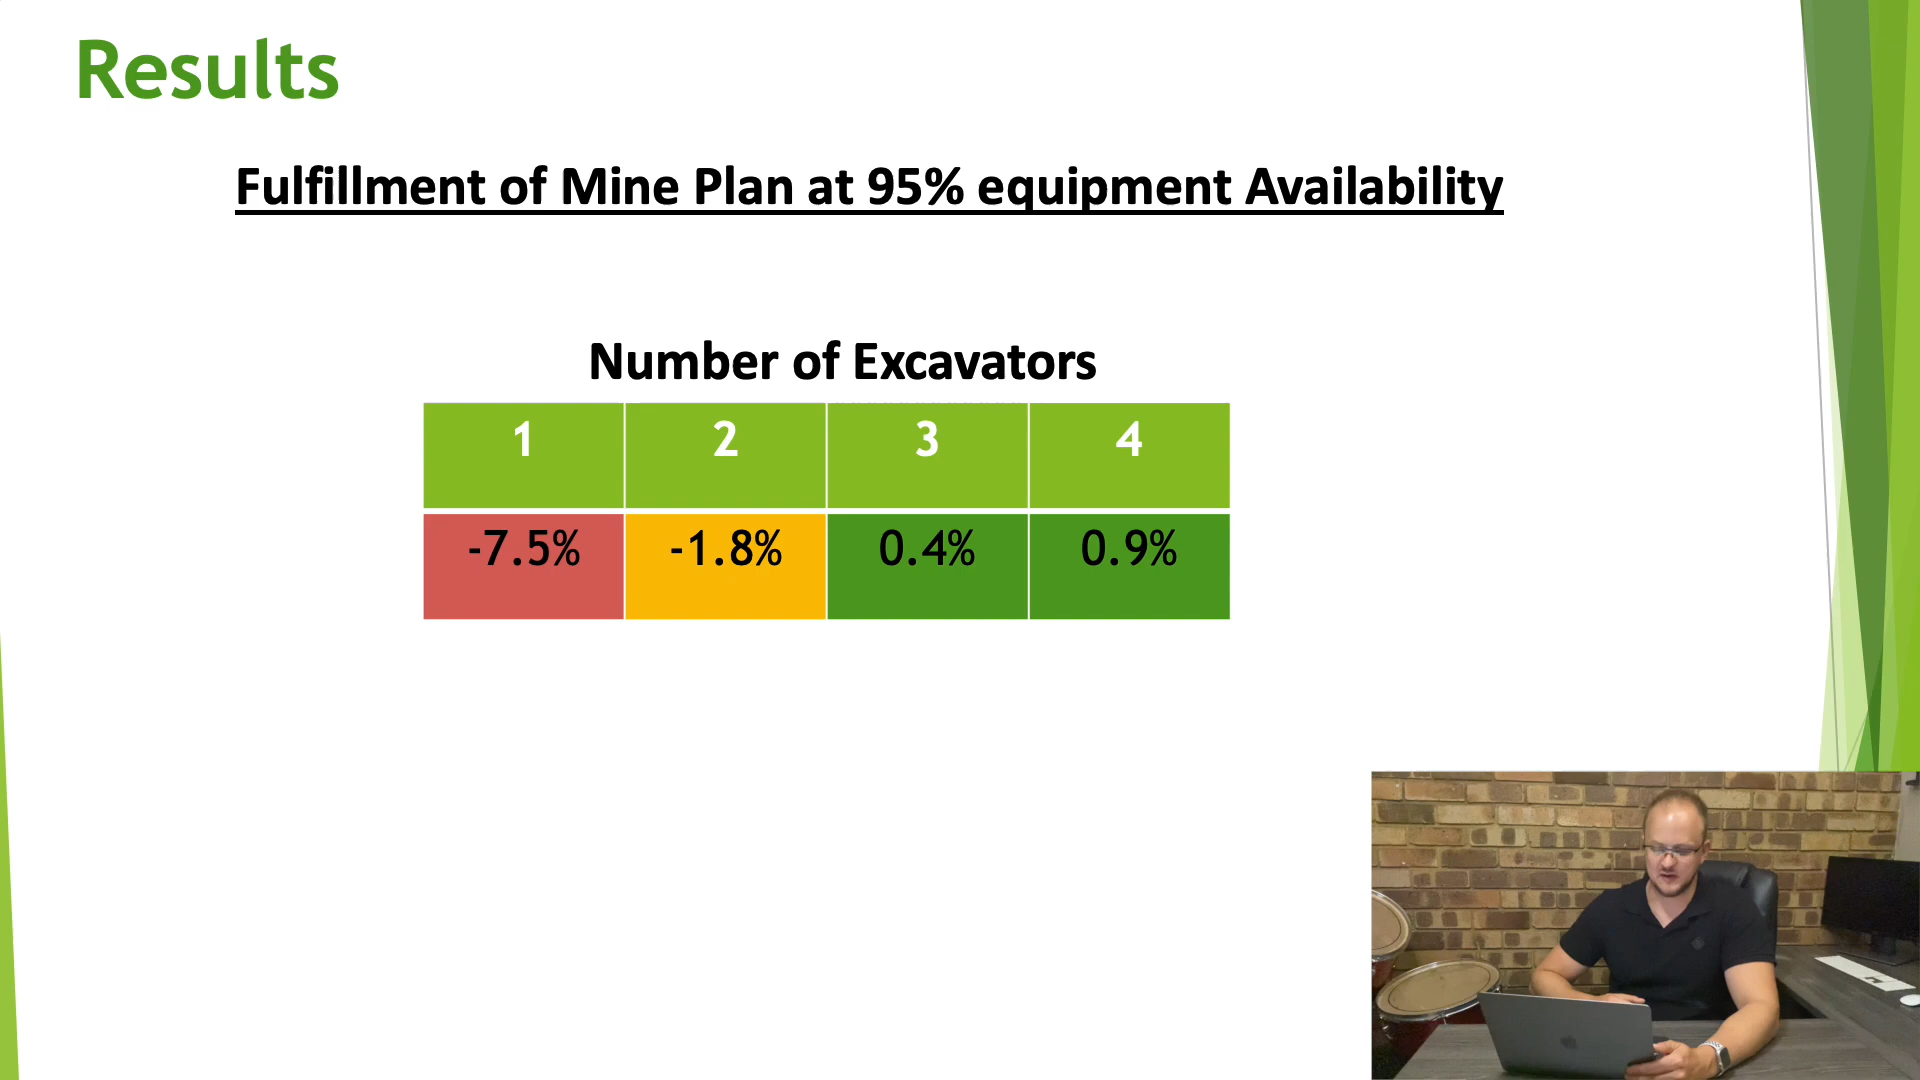 Results
Fulfillment of Mine Plan at 95% equipment Availability
Number of Excavators
1 2 3 4
-7.5% -1.8% 0.4% 0.9%